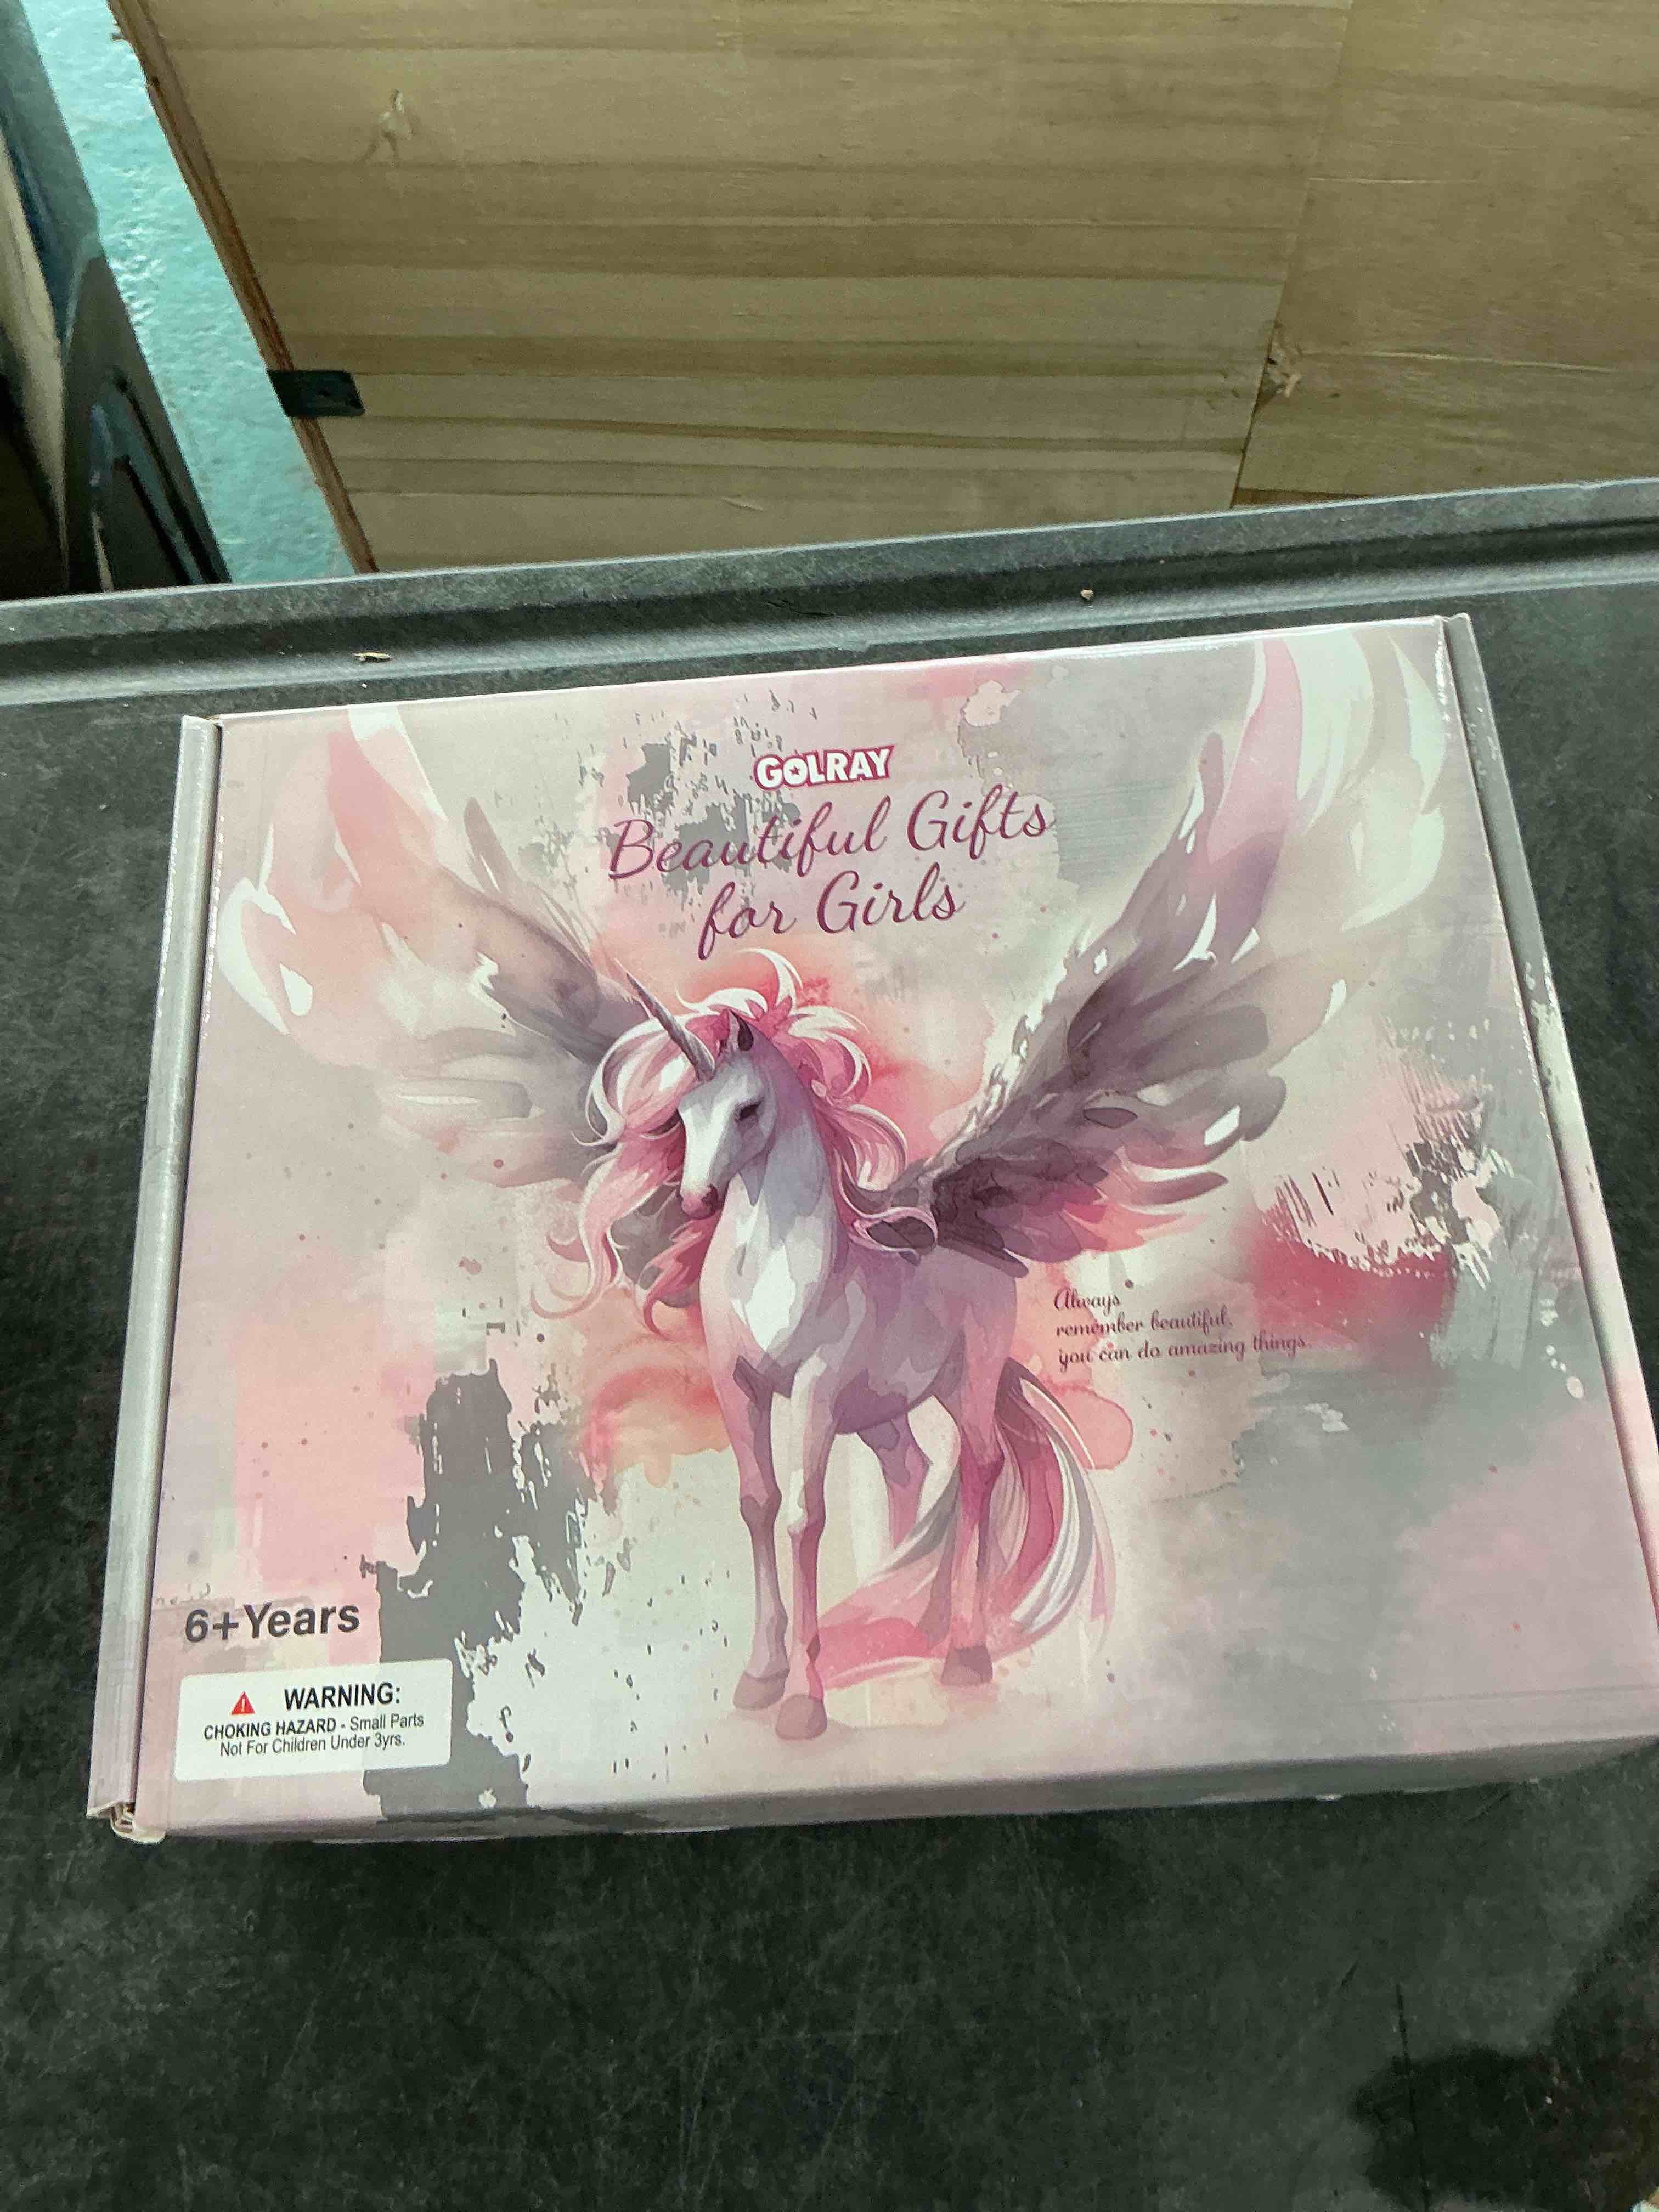 GOLRAY
Beautiful Gifts
for Girls
Always
remember beautiful,
you can do amazing things.
6+Years
WARNING:
CHOKING HAZARD - Small Parts
Not For Children Under 3yrs.